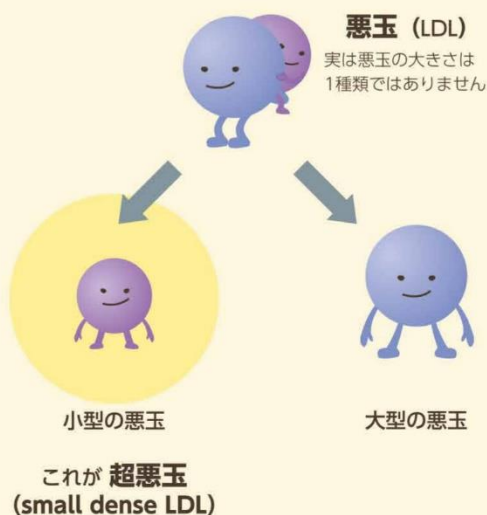 悪玉（LDL）
実は悪玉の大きさは
1種類ではありません
小型の悪玉
大型の悪玉
これが 超悪玉
(small dense LDL)